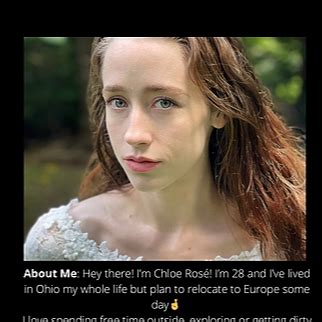 About Me: Hey there! I'm Chloe Rosé! I'm 28 and I've lived
in Ohio my whole life but plan to relocate to Europe some
day🤞
I love spending free time outside, exploring or getting dirty